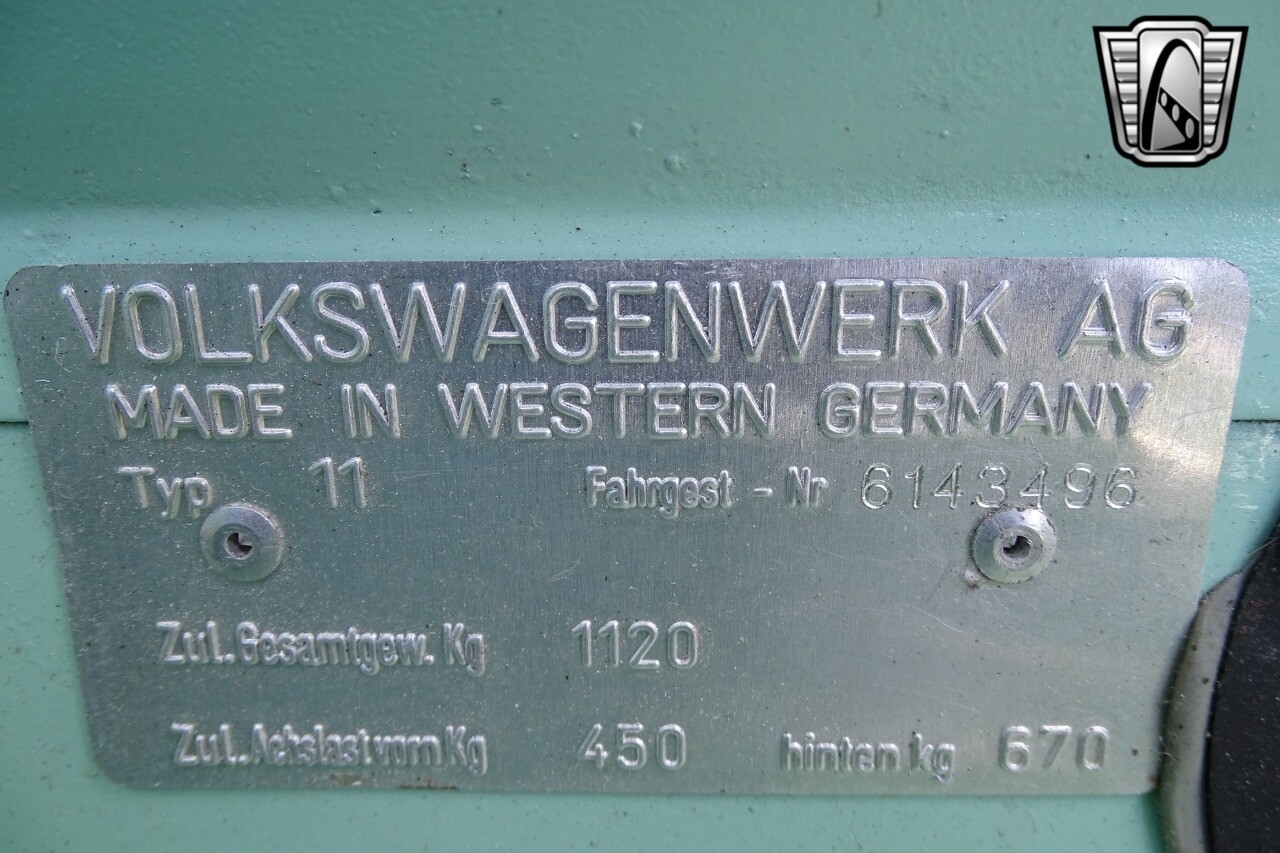 VOLKSWAGENWERK AG
MADE IN WESTERN GERMANY
Typ 11 Fahrgest - Nr 6143496
Zul. Gesamtgew. Kg 1120
Zul. Achslast vorn Kg 450 hinten kg 670